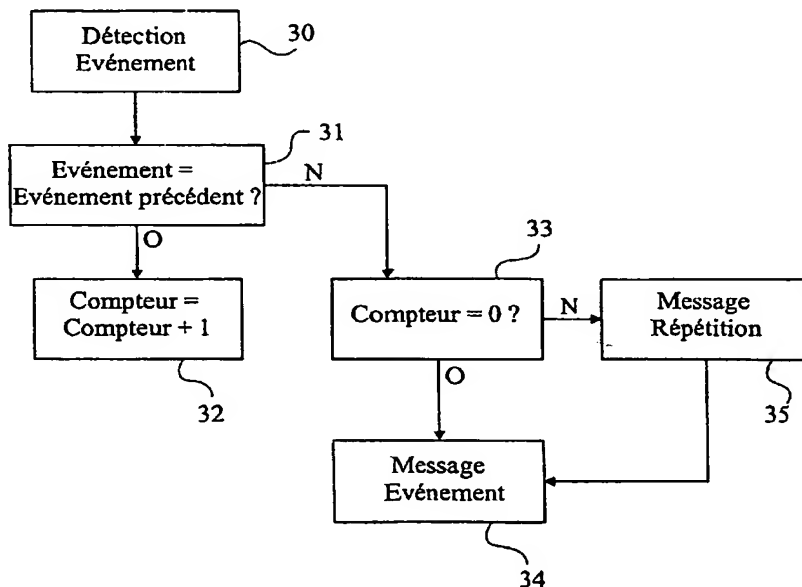 Détection
Evénement
30
31
Evénement =
Evénement précédent ?
N
O
33
Compteur =
Compteur + 1
Compteur = 0 ?
N
Message
Répétition
32
O
35
Message
Evénement
34